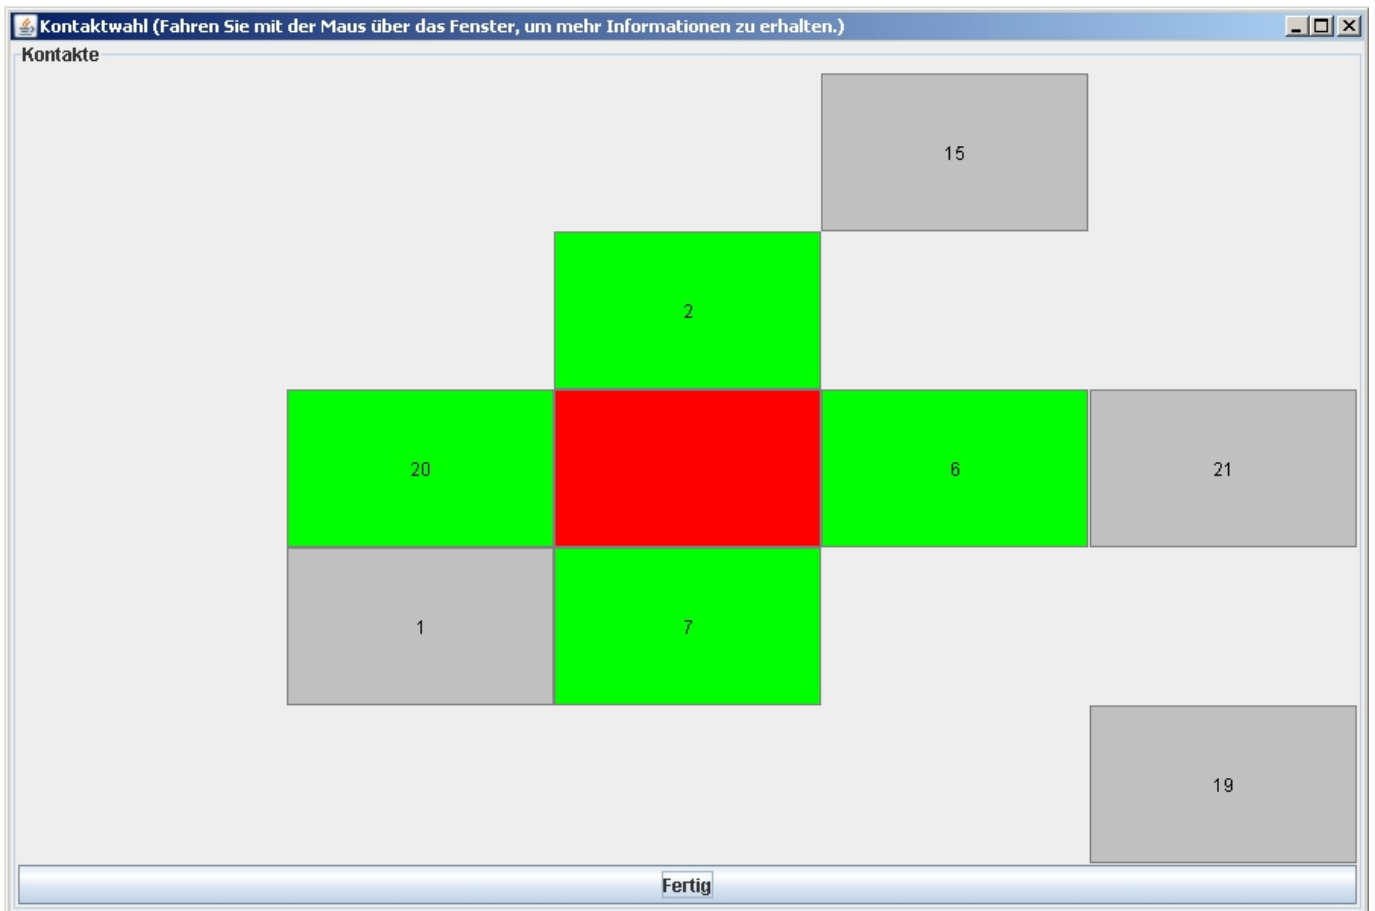 Kontaktwahl (Fahren Sie mit der Maus über das Fenster, um mehr Informationen zu erhalten.)
Kontakte
15
2
20
6
21
1
7
19
Fertig